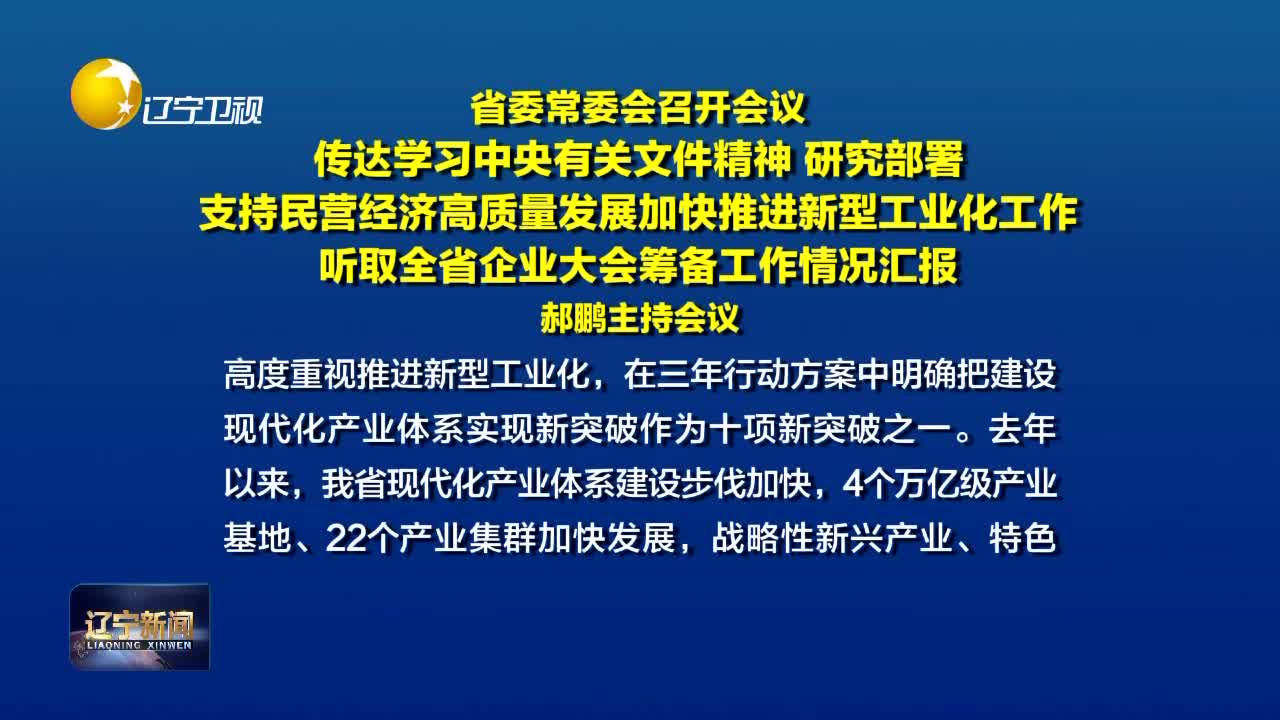 辽宁卫视
省委常委会召开会议
传达学习中央有关文件精神 研究部署
支持民营经济高质量发展加快推进新型工业化工作
听取全省企业大会筹备工作情况汇报
郝鹏主持会议
高度重视推进新型工业化，在三年行动方案中明确把建设
现代化产业体系实现新突破作为十项新突破之一。去年
以来，我省现代化产业体系建设步伐加快，4个万亿级产业
基地、22个产业集群加快发展，战略性新兴产业、特色
辽宁新闻
LIAONING XINWEN